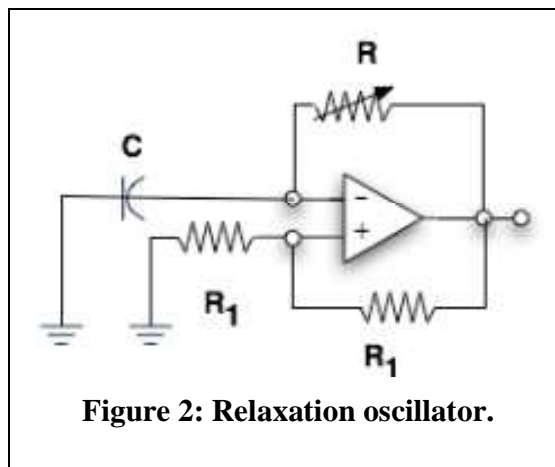 R
C
-
+
R1
R1
Figure 2: Relaxation oscillator.